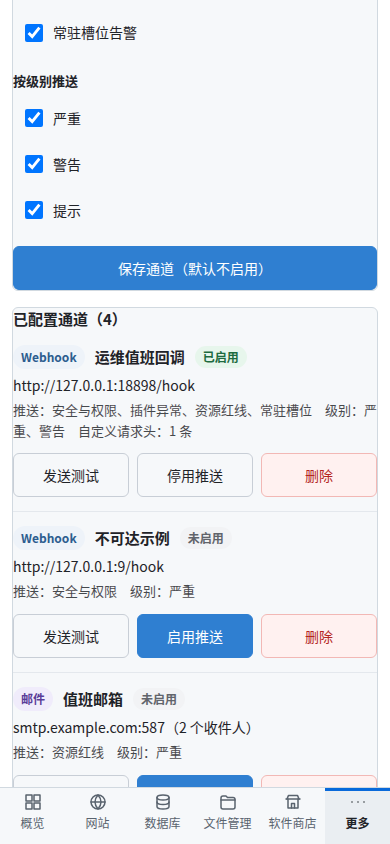 常驻槽位告警
按级别推送
严重
警告
提示
保存通道（默认不启用）
已配置通道（4）
Webhook 运维值班回调 已启用
http://127.0.0.1:18898/hook
推送：安全与权限、插件异常、资源红线、常驻槽位 级别：严
重、警告 自定义请求头：1 条
发送测试 停用推送 删除
Webhook 不可达示例 未启用
http://127.0.0.1:9/hook
推送：安全与权限 级别：严重
发送测试 启用推送 删除
邮件 值班邮箱 未启用
smtp.example.com:587（2 个收件人）
推送：资源红线 级别：严重
概览 网站 数据库 文件管理 软件商店 更多